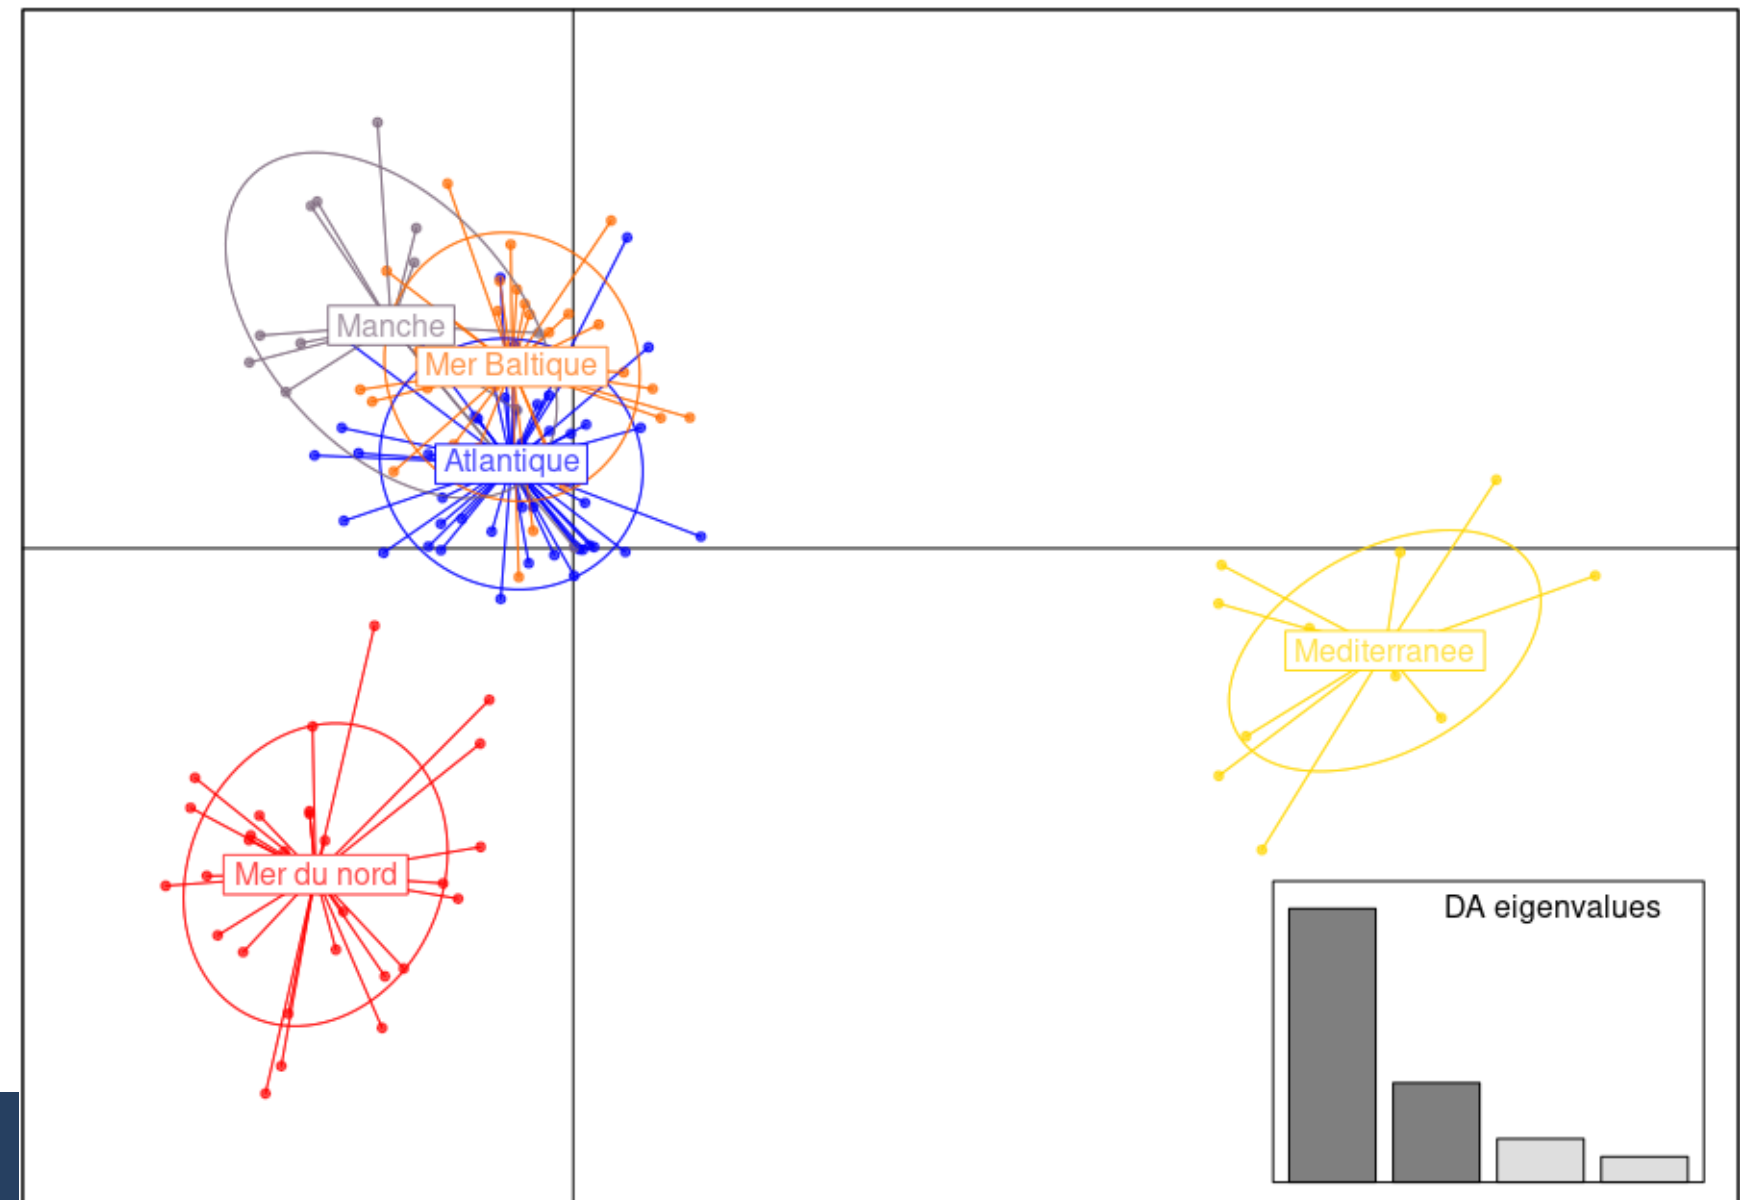 Manche
Mer Baltique
Atlantique
Mediterranee
Mer du nord
DA eigenvalues